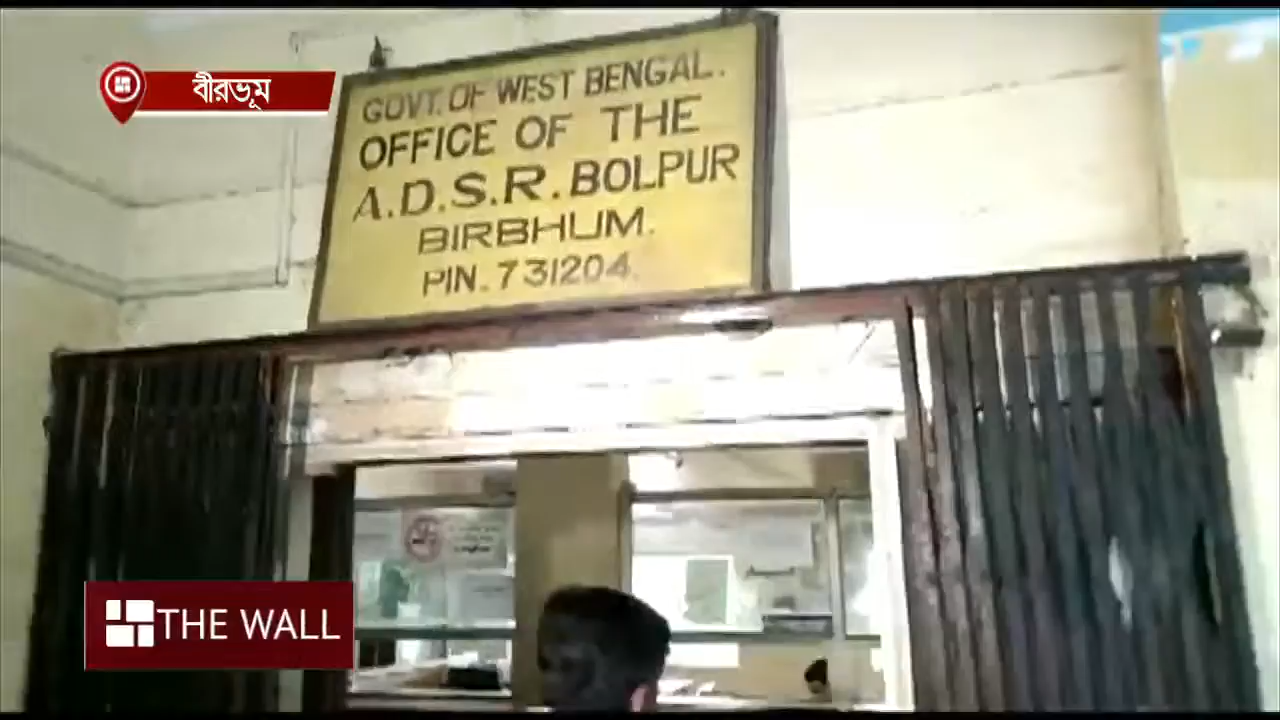 বীরভূম
GOVT. OF WEST BENGAL.
OFFICE OF THE
A.D.S.R. BOLPUR
BIRBHUM.
PIN. 731204.
THE WALL